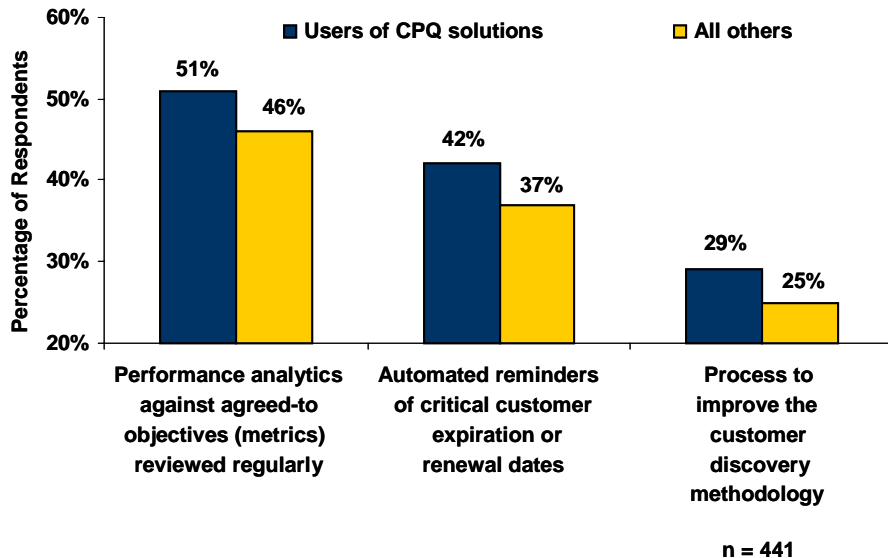 60%
Users of CPQ solutions
All others
51%
50%
46%
42%
40%
37%
30%
29%
25%
20%
Percentage of Respondents
Performance analytics
against agreed-to
objectives (metrics)
reviewed regularly
Automated reminders
of critical customer
expiration or
renewal dates
Process to
improve the
customer
discovery
methodology
n = 441